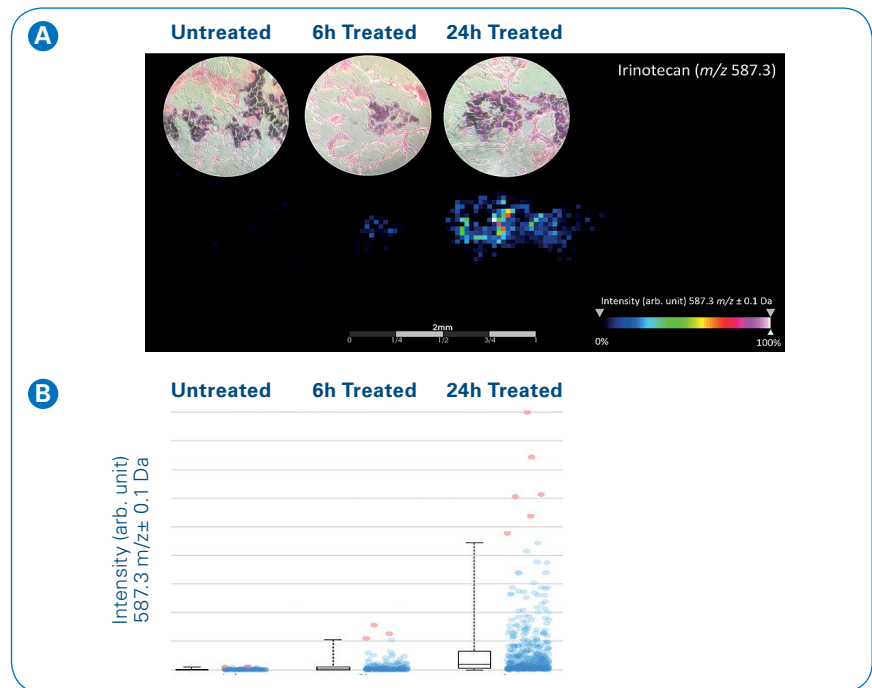 A
Untreated 6h Treated 24h Treated
Irinotecan (m/z 587.3)
Intensity (arb. unit) 587.3 m/z ± 0.1 Da
0% 100%
2mm
0 1/4 1/2 3/4 1
B
Untreated 6h Treated 24h Treated
Intensity (arb. unit)
587.3 m/z± 0.1 Da